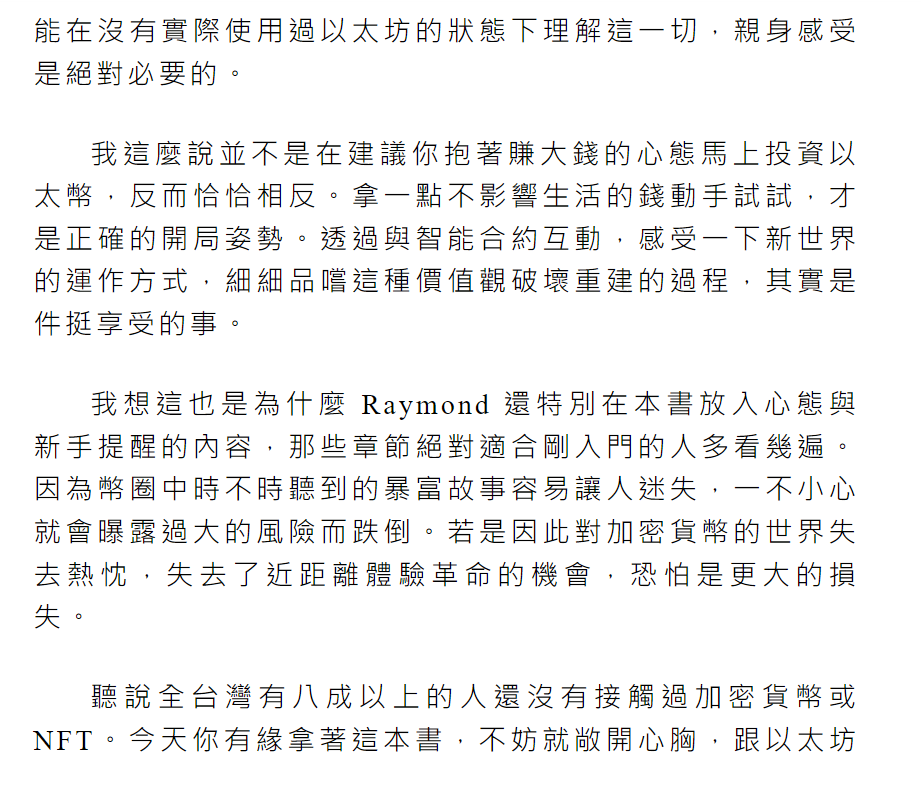 能在沒有實際使用過以太坊的狀態下理解這一切，親身感受
是絕對必要的。
我這麼說並不是在建議你抱著賺大錢的心態馬上投資以
太幣，反而恰恰相反。拿一點不影響生活的錢動手試試，才
是正確的開局姿勢。透過與智能合約互動，感受一下新世界
的運作方式，細細品嚐這種價值觀破壞重建的過程，其實是
件挺享受的事。
我想這也是為什麼 Raymond 還特別在本書放入心態與
新手提醒的內容，那些章節絕對適合剛入門的人多看幾遍。
因為幣圈中時不時聽到的暴富故事容易讓人迷失，一不小心
就會曝露過大的風險而跌倒。若是因此對加密貨幣的世界失
去熱忱，失去了近距離體驗革命的機會，恐怕是更大的損
失。
聽說全台灣有八成以上的人還沒有接觸過加密貨幣或
NFT。今天你有緣拿著這本書，不妨就敞開心胸，跟以太坊